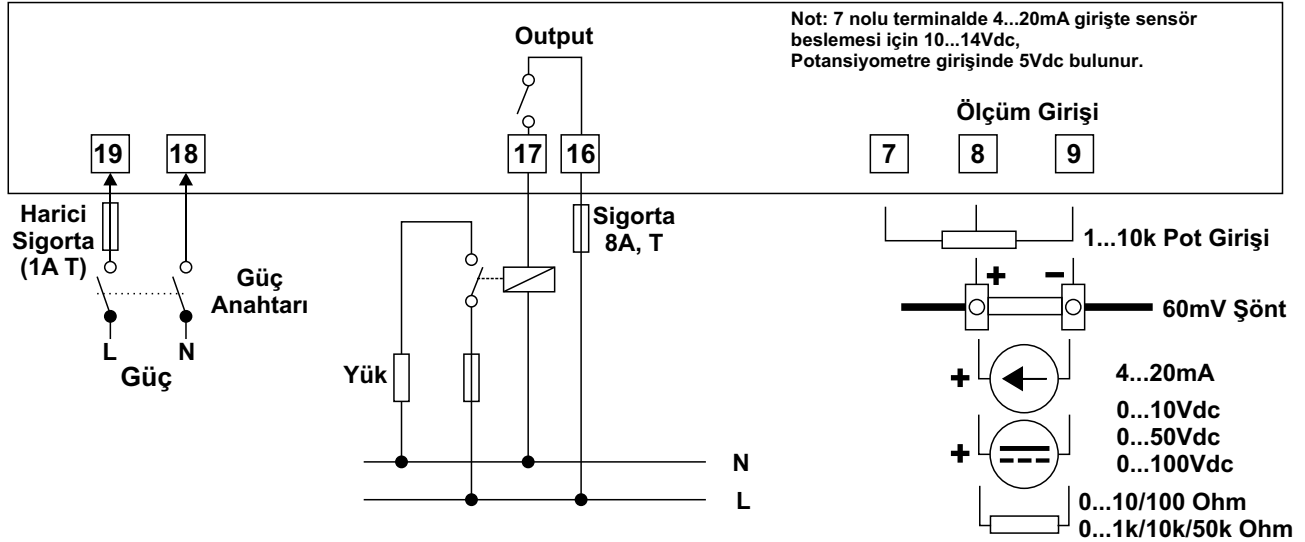 Output
Not: 7 nolu terminalde 4...20mA girişte sensör
beslemesi için 10...14Vdc,
Potansiyometre girişinde 5Vdc bulunur.
Ölçüm Girişi
19
18
17
16
7
8
9
Harici
Sigorta
(1A T)
Güç
Anahtarı
L
N
Güç
Sigorta
8A, T
Yük
N
L
1...10k Pot Girişi
+
−
60mV Şönt
+
4...20mA
0...10Vdc
0...50Vdc
0...100Vdc
+
0...10/100 Ohm
0...1k/10k/50k Ohm